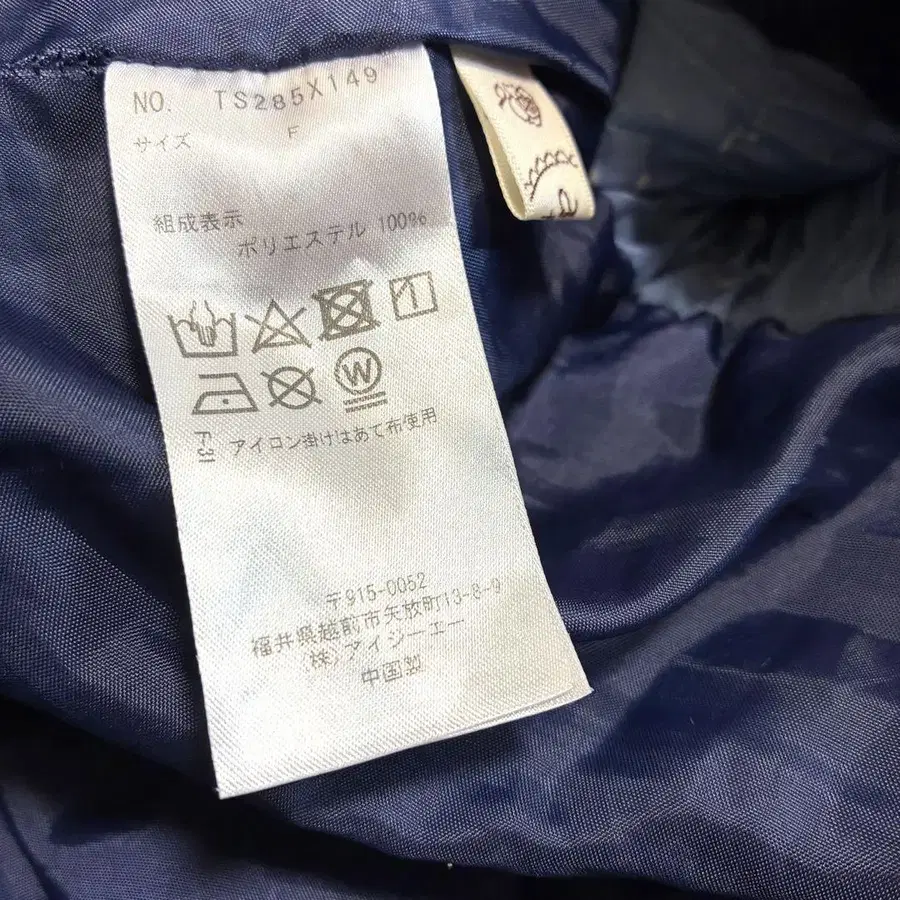 NO. TS285X149
サイズ F
組成表示
ポリエステル 100%
W
アイロン掛けはあて布使用
〒915-0052
福井県越前市矢放町13-8-9
(株)アイジーエー
中国製